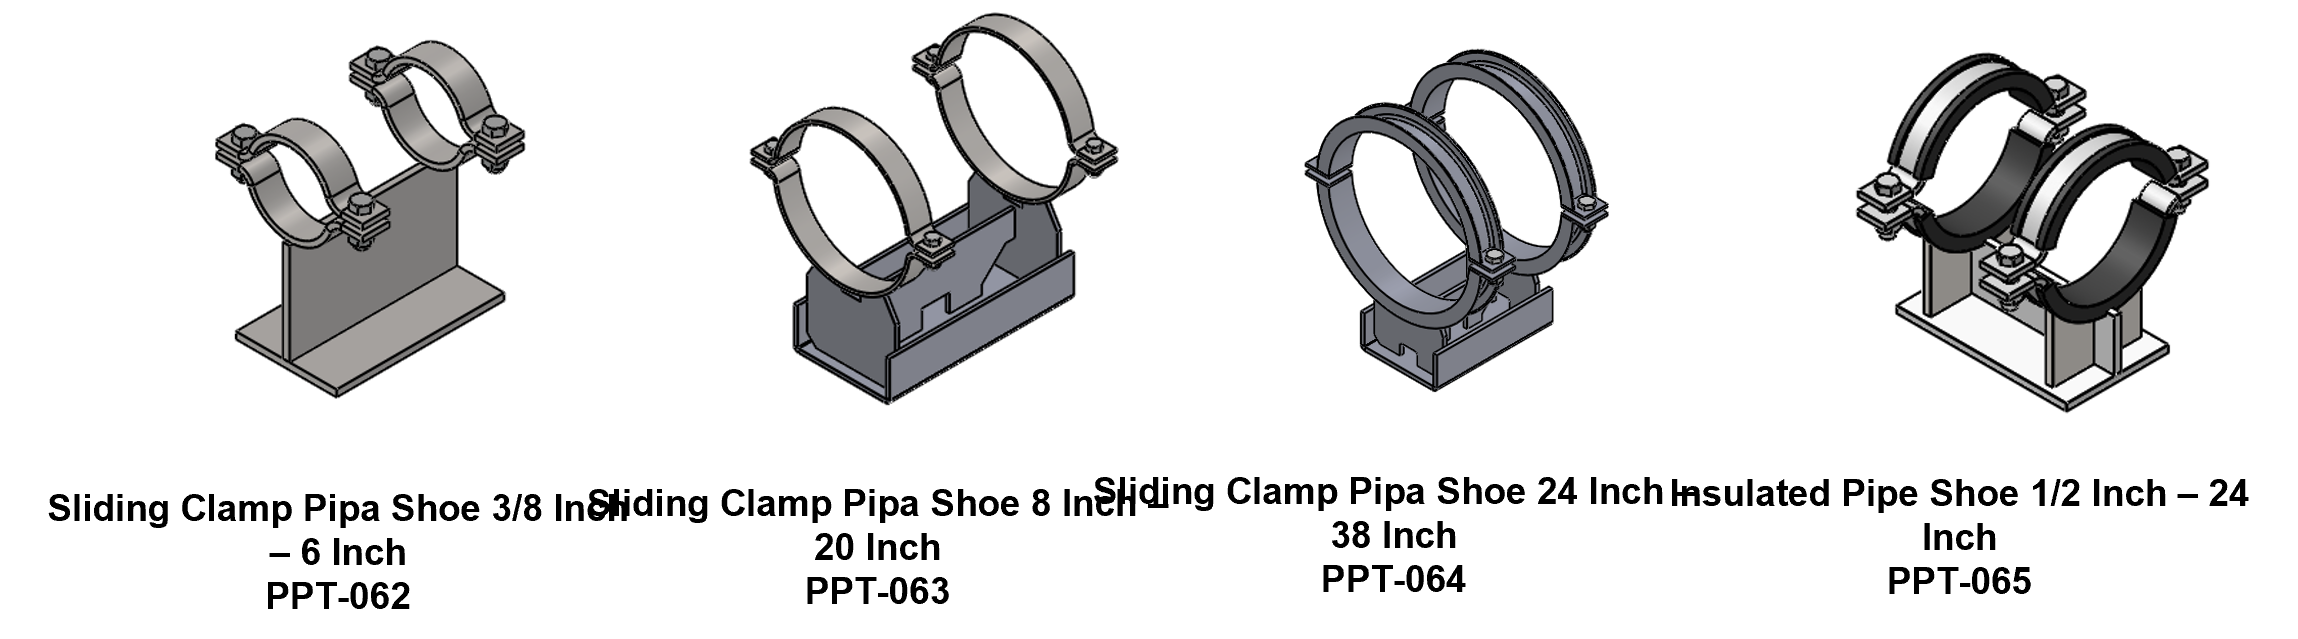 Sliding Clamp Pipa Shoe 3/8 Inch
– 6 Inch
PPT-062
Sliding Clamp Pipa Shoe 8 Inch –
20 Inch
PPT-063
Sliding Clamp Pipa Shoe 24 Inch –
38 Inch
PPT-064
Insulated Pipe Shoe 1/2 Inch – 24
Inch
PPT-065